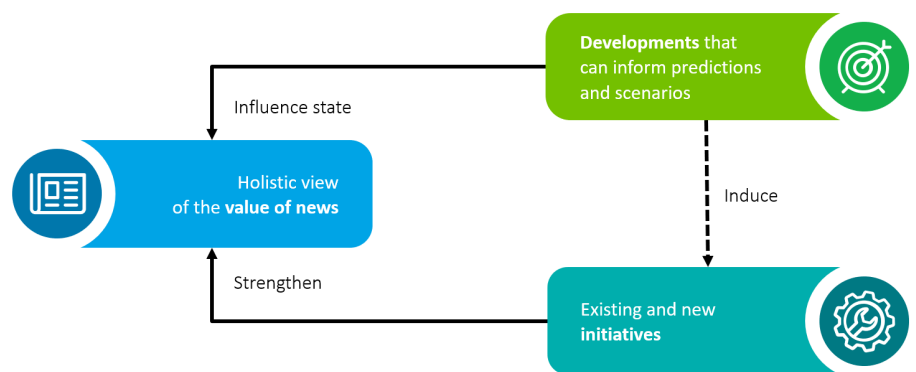 Developments that
can inform predictions
and scenarios
Influence state
Holistic view
of the value of news
Induce
Strengthen
Existing and new
initiatives